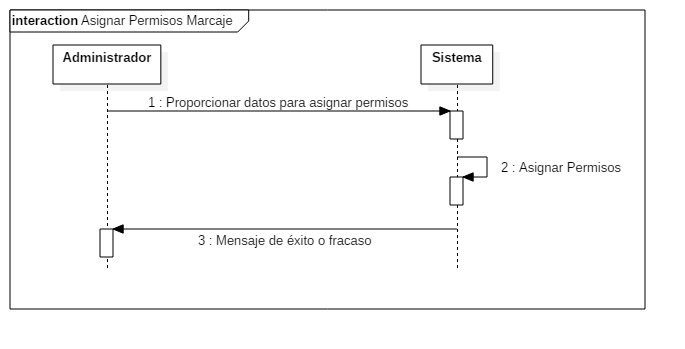 interaction Asignar Permisos Marcaje
Administrador
Sistema
1 : Proporcionar datos para asignar permisos
2 : Asignar Permisos
3 : Mensaje de éxito o fracaso